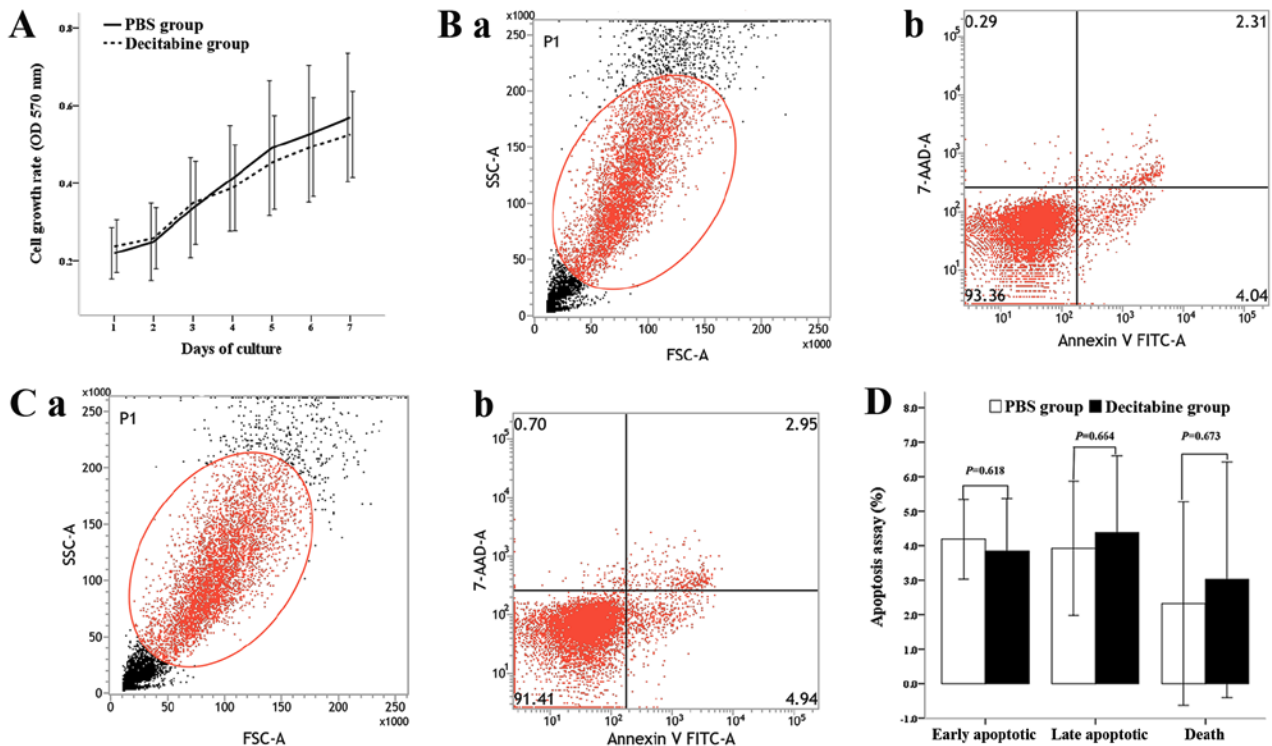 A
PBS group
Decitabine group
Cell growth rate (OD 570 nm)
0.8
0.6
0.4
0.2
1 2 3 4 5 6 7
Days of culture
B a
x1000
P1
SSC-A
250
200
150
100
50
0
0 50 100 150 200 250
x1000
FSC-A
b
0.29 2.31
93.36 4.04
7-AAD-A
10^5
10^4
10^3
10^2
10^1
10^1 10^2 10^3 10^4 10^5
Annexin V FITC-A
C a
x1000
P1
SSC-A
250
200
150
100
50
0
0 50 100 150 200 250
x1000
FSC-A
b
0.70 2.95
91.41 4.94
7-AAD-A
10^5
10^4
10^3
10^2
10^1
10^1 10^2 10^3 10^4 10^5
Annexin V FITC-A
D
PBS group Decitabine group
Apoptosis assay (%)
8.0
7.0
6.0
5.0
4.0
3.0
2.0
1.0
0.0
-1.0
P=0.618
P=0.664
P=0.673
Early apoptotic Late apoptotic Death